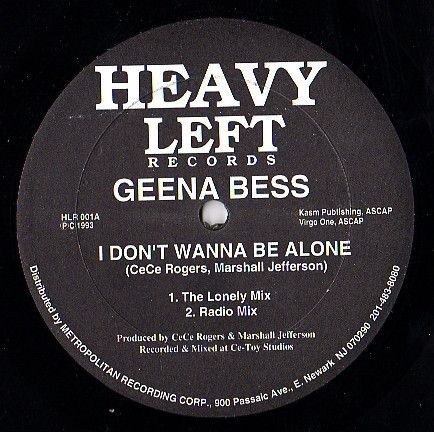 HEAVY
LEFT
RECORDS
GEENA BESS
HLR 001A
(P)(C)1993
Kasm Publishing, ASCAP
Virgo One, ASCAP
I DON'T WANNA BE ALONE
(CeCe Rogers, Marshall Jefferson)
1. The Lonely Mix
2. Radio Mix
Produced by CeCe Rogers & Marshall Jefferson
Recorded & Mixed at Ce-Toy Studios
Distributed by METROPOLITAN RECORDING CORP., 900 Passaic Ave., E. Newark NJ 070290 201-483-8080